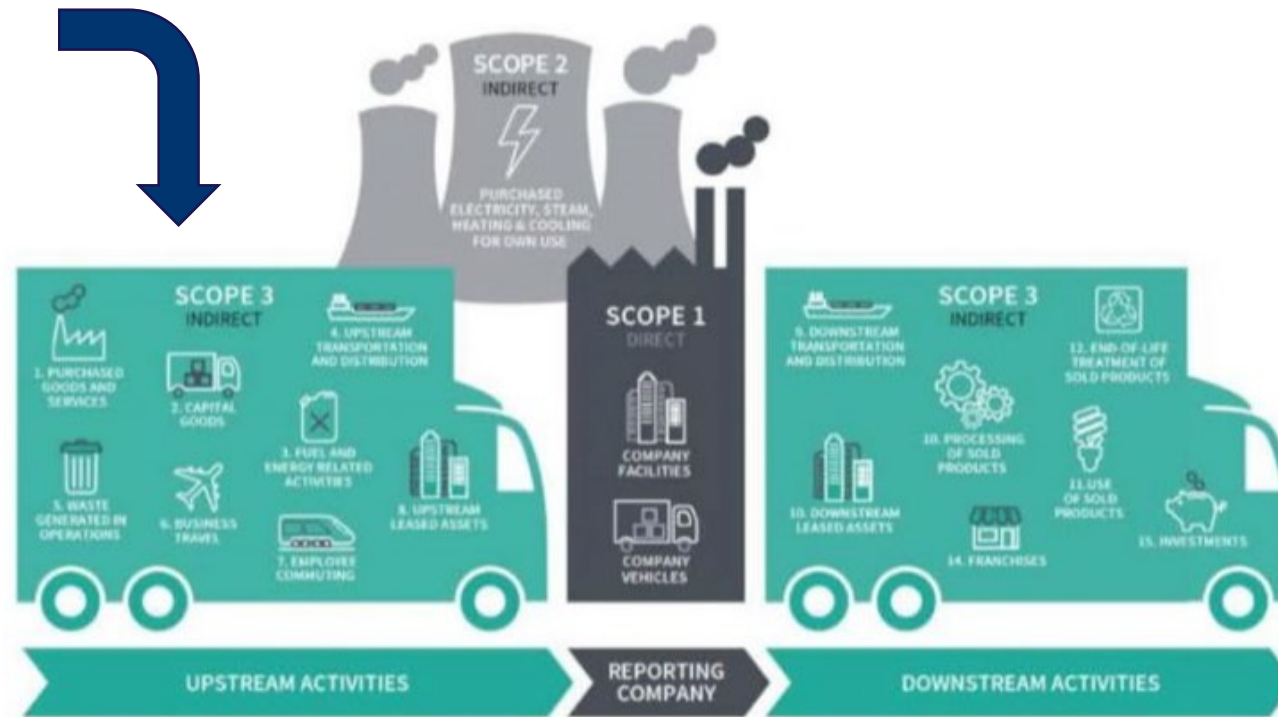 SCOPE 2
INDIRECT
PURCHASED
ELECTRICITY, STEAM,
HEATING & COOLING
FOR OWN USE
SCOPE 3
INDIRECT
1. PURCHASED
GOODS AND
SERVICES
2. CAPITAL
GOODS
3. FUEL AND
ENERGY RELATED
ACTIVITIES
4. UPSTREAM
TRANSPORTATION
AND DISTRIBUTION
5. WASTE
GENERATED IN
OPERATIONS
6. BUSINESS
TRAVEL
7. EMPLOYEE
COMMUTING
8. UPSTREAM
LEASED ASSETS
SCOPE 1
DIRECT
COMPANY
FACILITIES
COMPANY
VEHICLES
SCOPE 3
INDIRECT
9. DOWNSTREAM
TRANSPORTATION
AND DISTRIBUTION
10. PROCESSING
OF SOLD
PRODUCTS
11.USE
OF SOLD
PRODUCTS
12. END-OF-LIFE
TREATMENT OF
SOLD PRODUCTS
10. DOWNSTREAM
LEASED ASSETS
14. FRANCHISES
15. INVESTMENTS
UPSTREAM ACTIVITIES
REPORTING
COMPANY
DOWNSTREAM ACTIVITIES